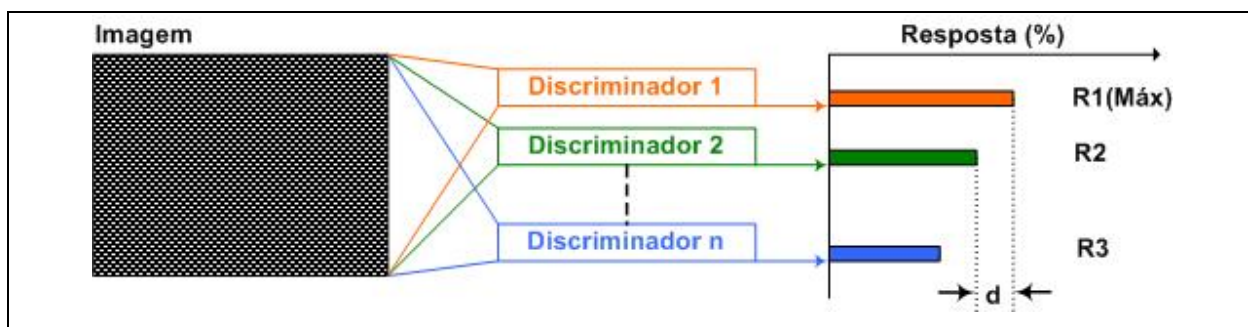 Imagem
Resposta (%)
Discriminador 1
R1(Máx)
Discriminador 2
R2
Discriminador n
R3
d